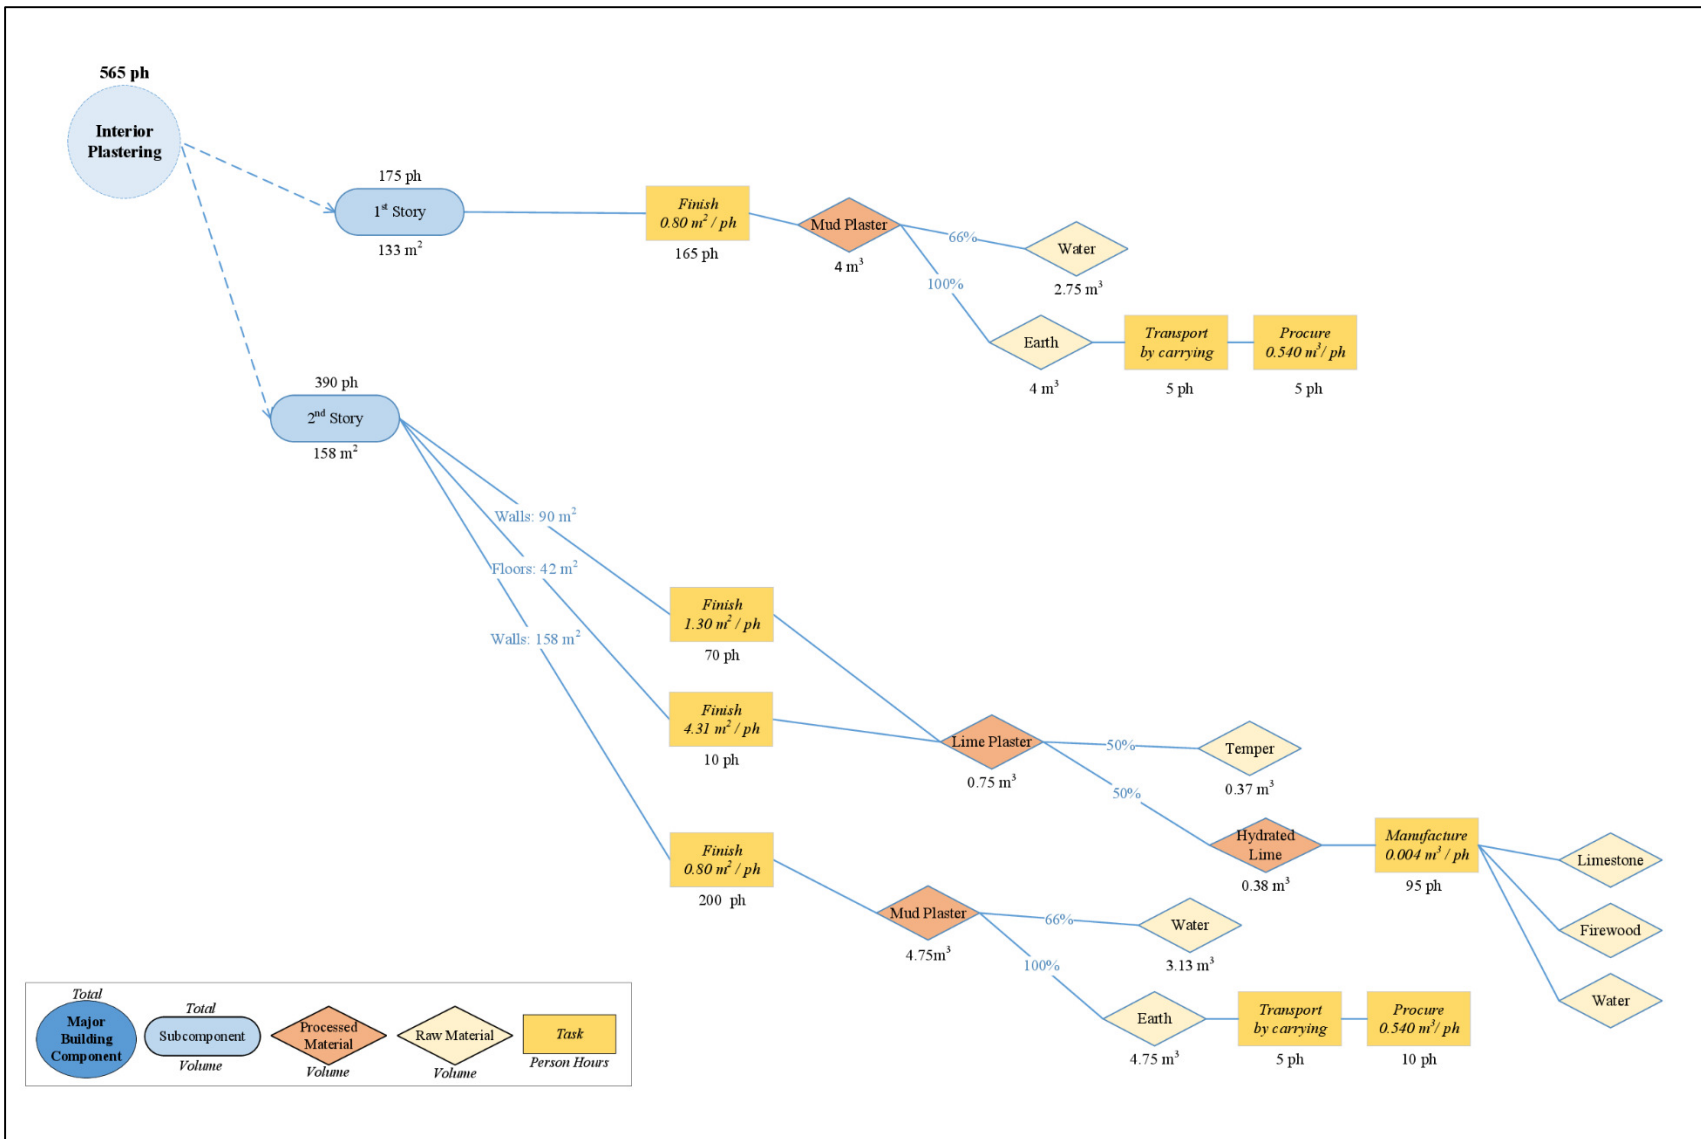 565 ph
Interior
Plastering
175 ph
1st Story
133 m²
Finish
0.80 m² / ph
165 ph
Mud Plaster
4 m³
66%
Water
2.75 m³
100%
Earth
4 m³
Transport
by carrying
5 ph
Procure
0.540 m³/ ph
5 ph
390 ph
2nd Story
158 m²
Walls: 90 m²
Floors: 42 m²
Walls: 158 m²
Finish
1.30 m² / ph
70 ph
Finish
4.31 m² / ph
10 ph
Lime Plaster
0.75 m³
50%
Temper
0.37 m³
50%
Hydrated
Lime
0.38 m³
Manufacture
0.004 m³ / ph
95 ph
Limestone
Firewood
Water
Finish
0.80 m² / ph
200 ph
Mud Plaster
4.75m³
66%
Water
3.13 m³
100%
Earth
4.75 m³
Transport
by carrying
5 ph
Procure
0.540 m³/ ph
10 ph
Total
Major
Building
Component
Total
Subcomponent
Volume
Processed
Material
Volume
Raw Material
Volume
Task
Person Hours